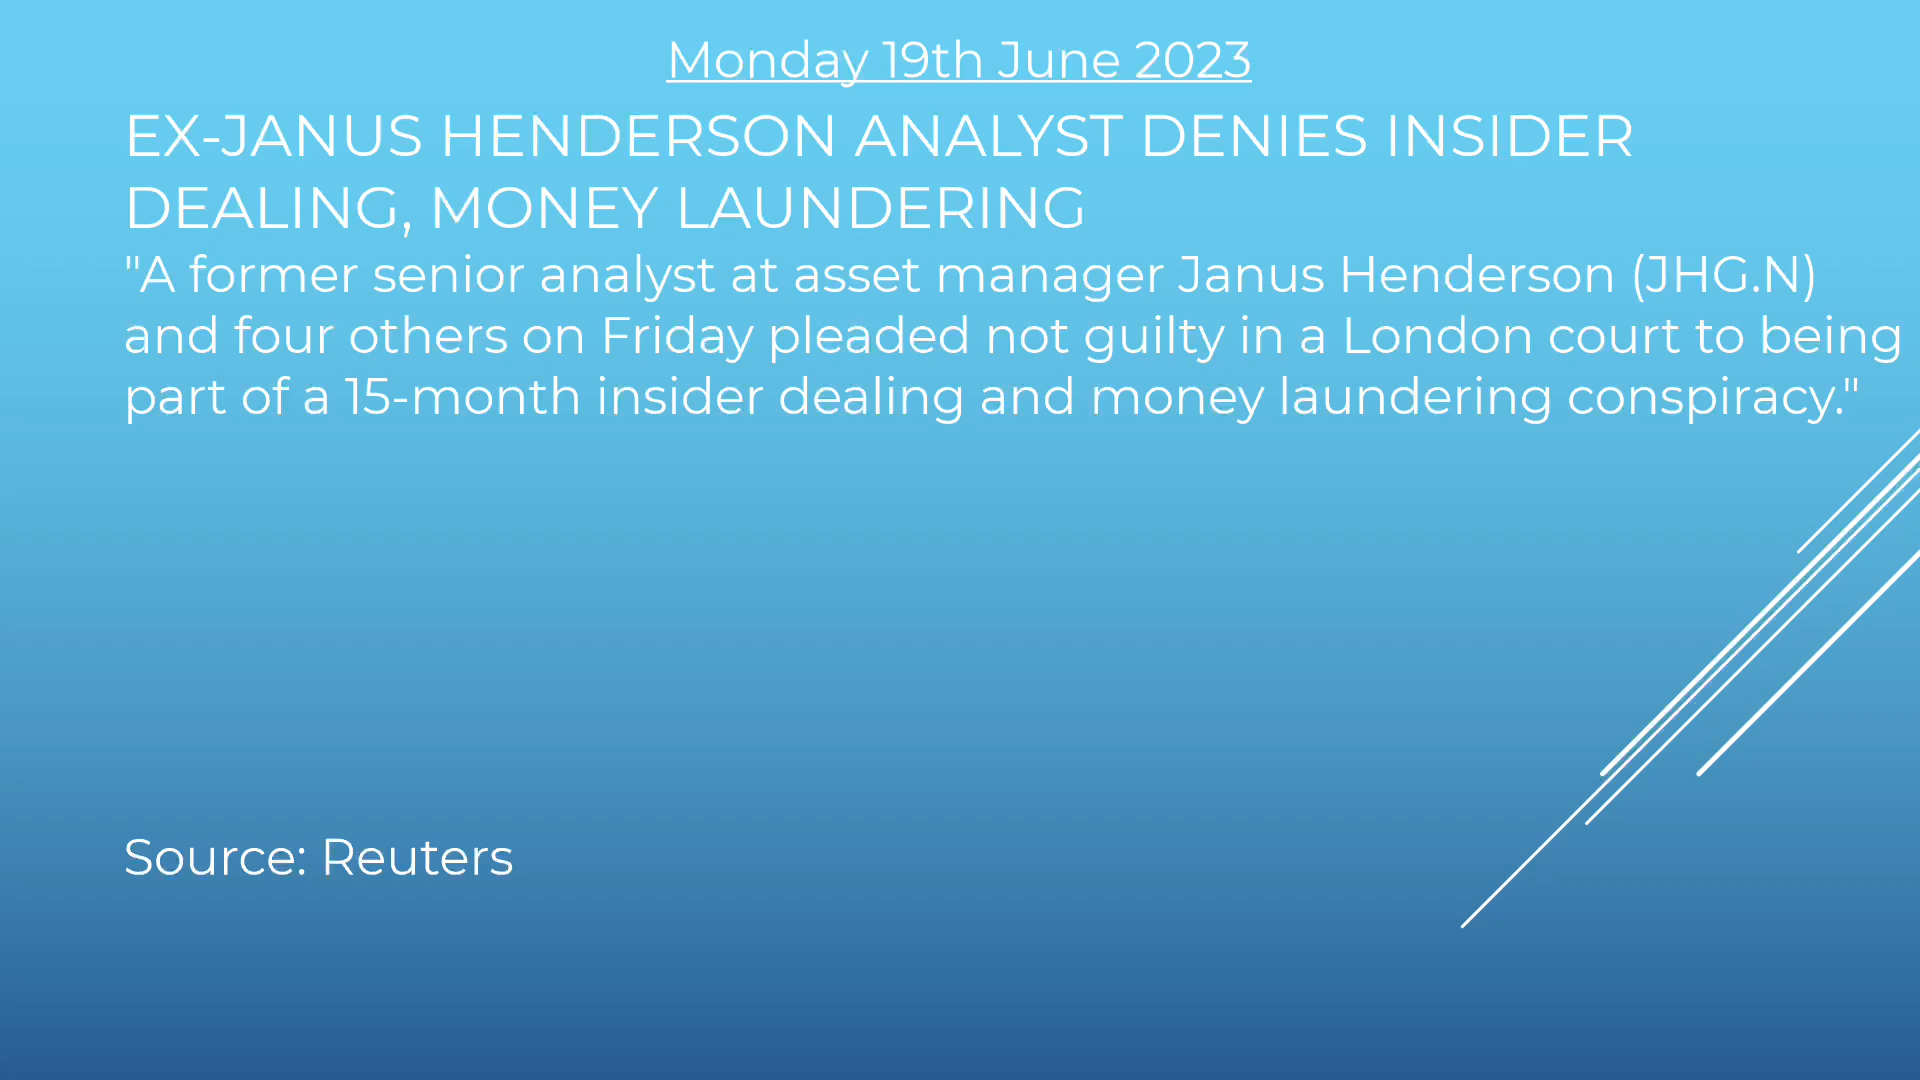 Monday 19th June 2023
EX-JANUS HENDERSON ANALYST DENIES INSIDER
DEALING, MONEY LAUNDERING
"A former senior analyst at asset manager Janus Henderson (JHG.N)
and four others on Friday pleaded not guilty in a London court to being
part of a 15-month insider dealing and money laundering conspiracy."
Source: Reuters